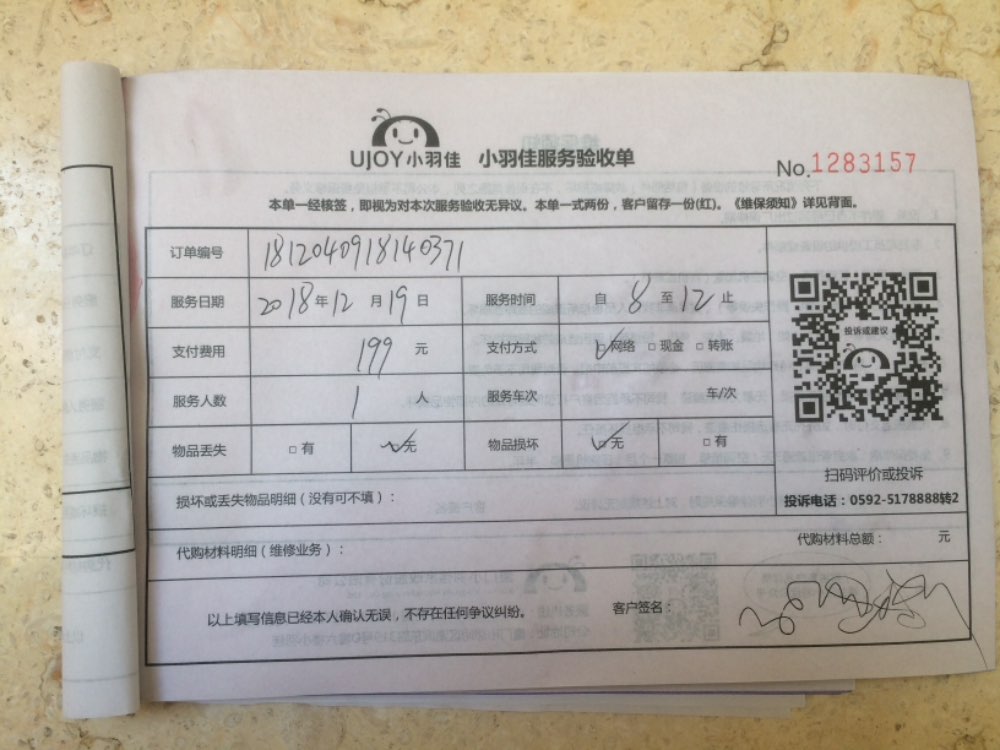 UJOY小羽佳 小羽佳服务验收单
No.1283157
本单一经核签，即视为对本次服务验收无异议。本单一式两份，客户留存一份(红)。《维保须知》详见背面。
订单编号 1812040918140371
服务日期 2018年12月19日 服务时间 自8至12止
支付费用 199元 支付方式 ☑网络 □现金 □转账
服务人数 1人 服务车次 车/次
物品丢失 □有 ☑无 物品损坏 ☑无 □有
投诉或建议
扫码评价或投诉
投诉电话：0592-5178888转2
损坏或丢失物品明细（没有可不填）：
代购材料明细（维修业务）： 代购材料总额： 元
以上填写信息已经本人确认无误，不存在任何争议纠纷。 客户签名：